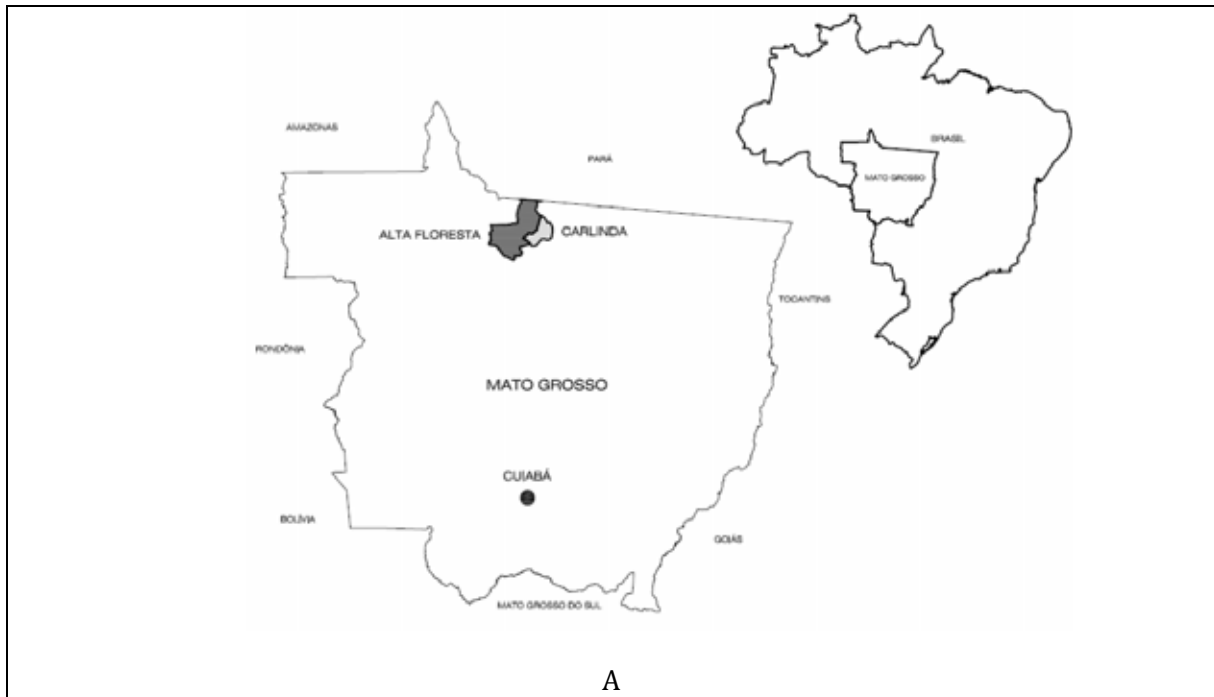 AMAZONAS
PARÁ
BRASIL
MATO GROSSO
ALTA FLORESTA
CARLINDA
TOCANTINS
RONDÔNIA
MATO GROSSO
CUIABÁ
BOLÍVIA
GOIÁS
MATO GROSSO DO SUL
A